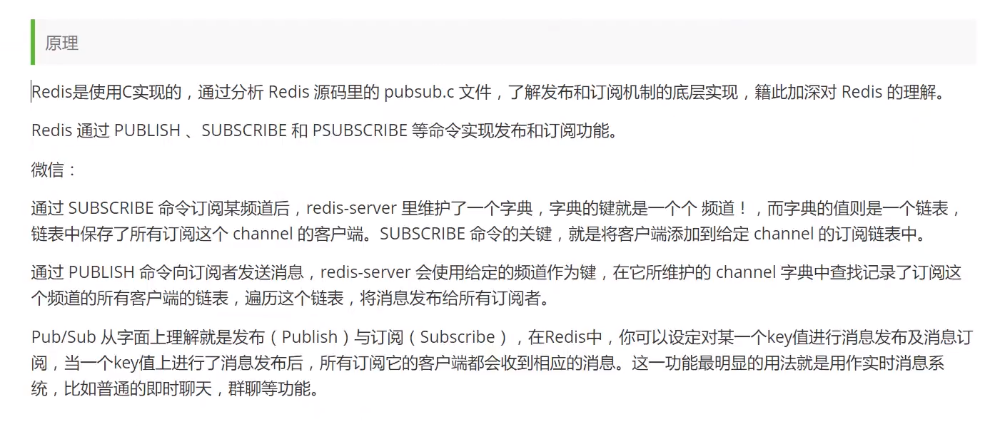 原理
Redis是使用C实现的，通过分析 Redis 源码里的 pubsub.c 文件，了解发布和订阅机制的底层实现，籍此加深对 Redis 的理解。
Redis 通过 PUBLISH 、SUBSCRIBE 和 PSUBSCRIBE 等命令实现发布和订阅功能。
微信：
通过 SUBSCRIBE 命令订阅某频道后，redis-server 里维护了一个字典，字典的键就是一个个 频道！，而字典的值则是一个链表，
链表中保存了所有订阅这个 channel 的客户端。SUBSCRIBE 命令的关键，就是将客户端添加到给定 channel 的订阅链表中。
通过 PUBLISH 命令向订阅者发送消息，redis-server 会使用给定的频道作为键，在它所维护的 channel 字典中查找记录了订阅这
个频道的所有客户端的链表，遍历这个链表，将消息发布给所有订阅者。
Pub/Sub 从字面上理解就是发布（Publish）与订阅（Subscribe），在Redis中，你可以设定对某一个key值进行消息发布及消息订
阅，当一个key值上进行了消息发布后，所有订阅它的客户端都会收到相应的消息。这一功能最明显的用法就是用作实时消息系
统，比如普通的即时聊天，群聊等功能。